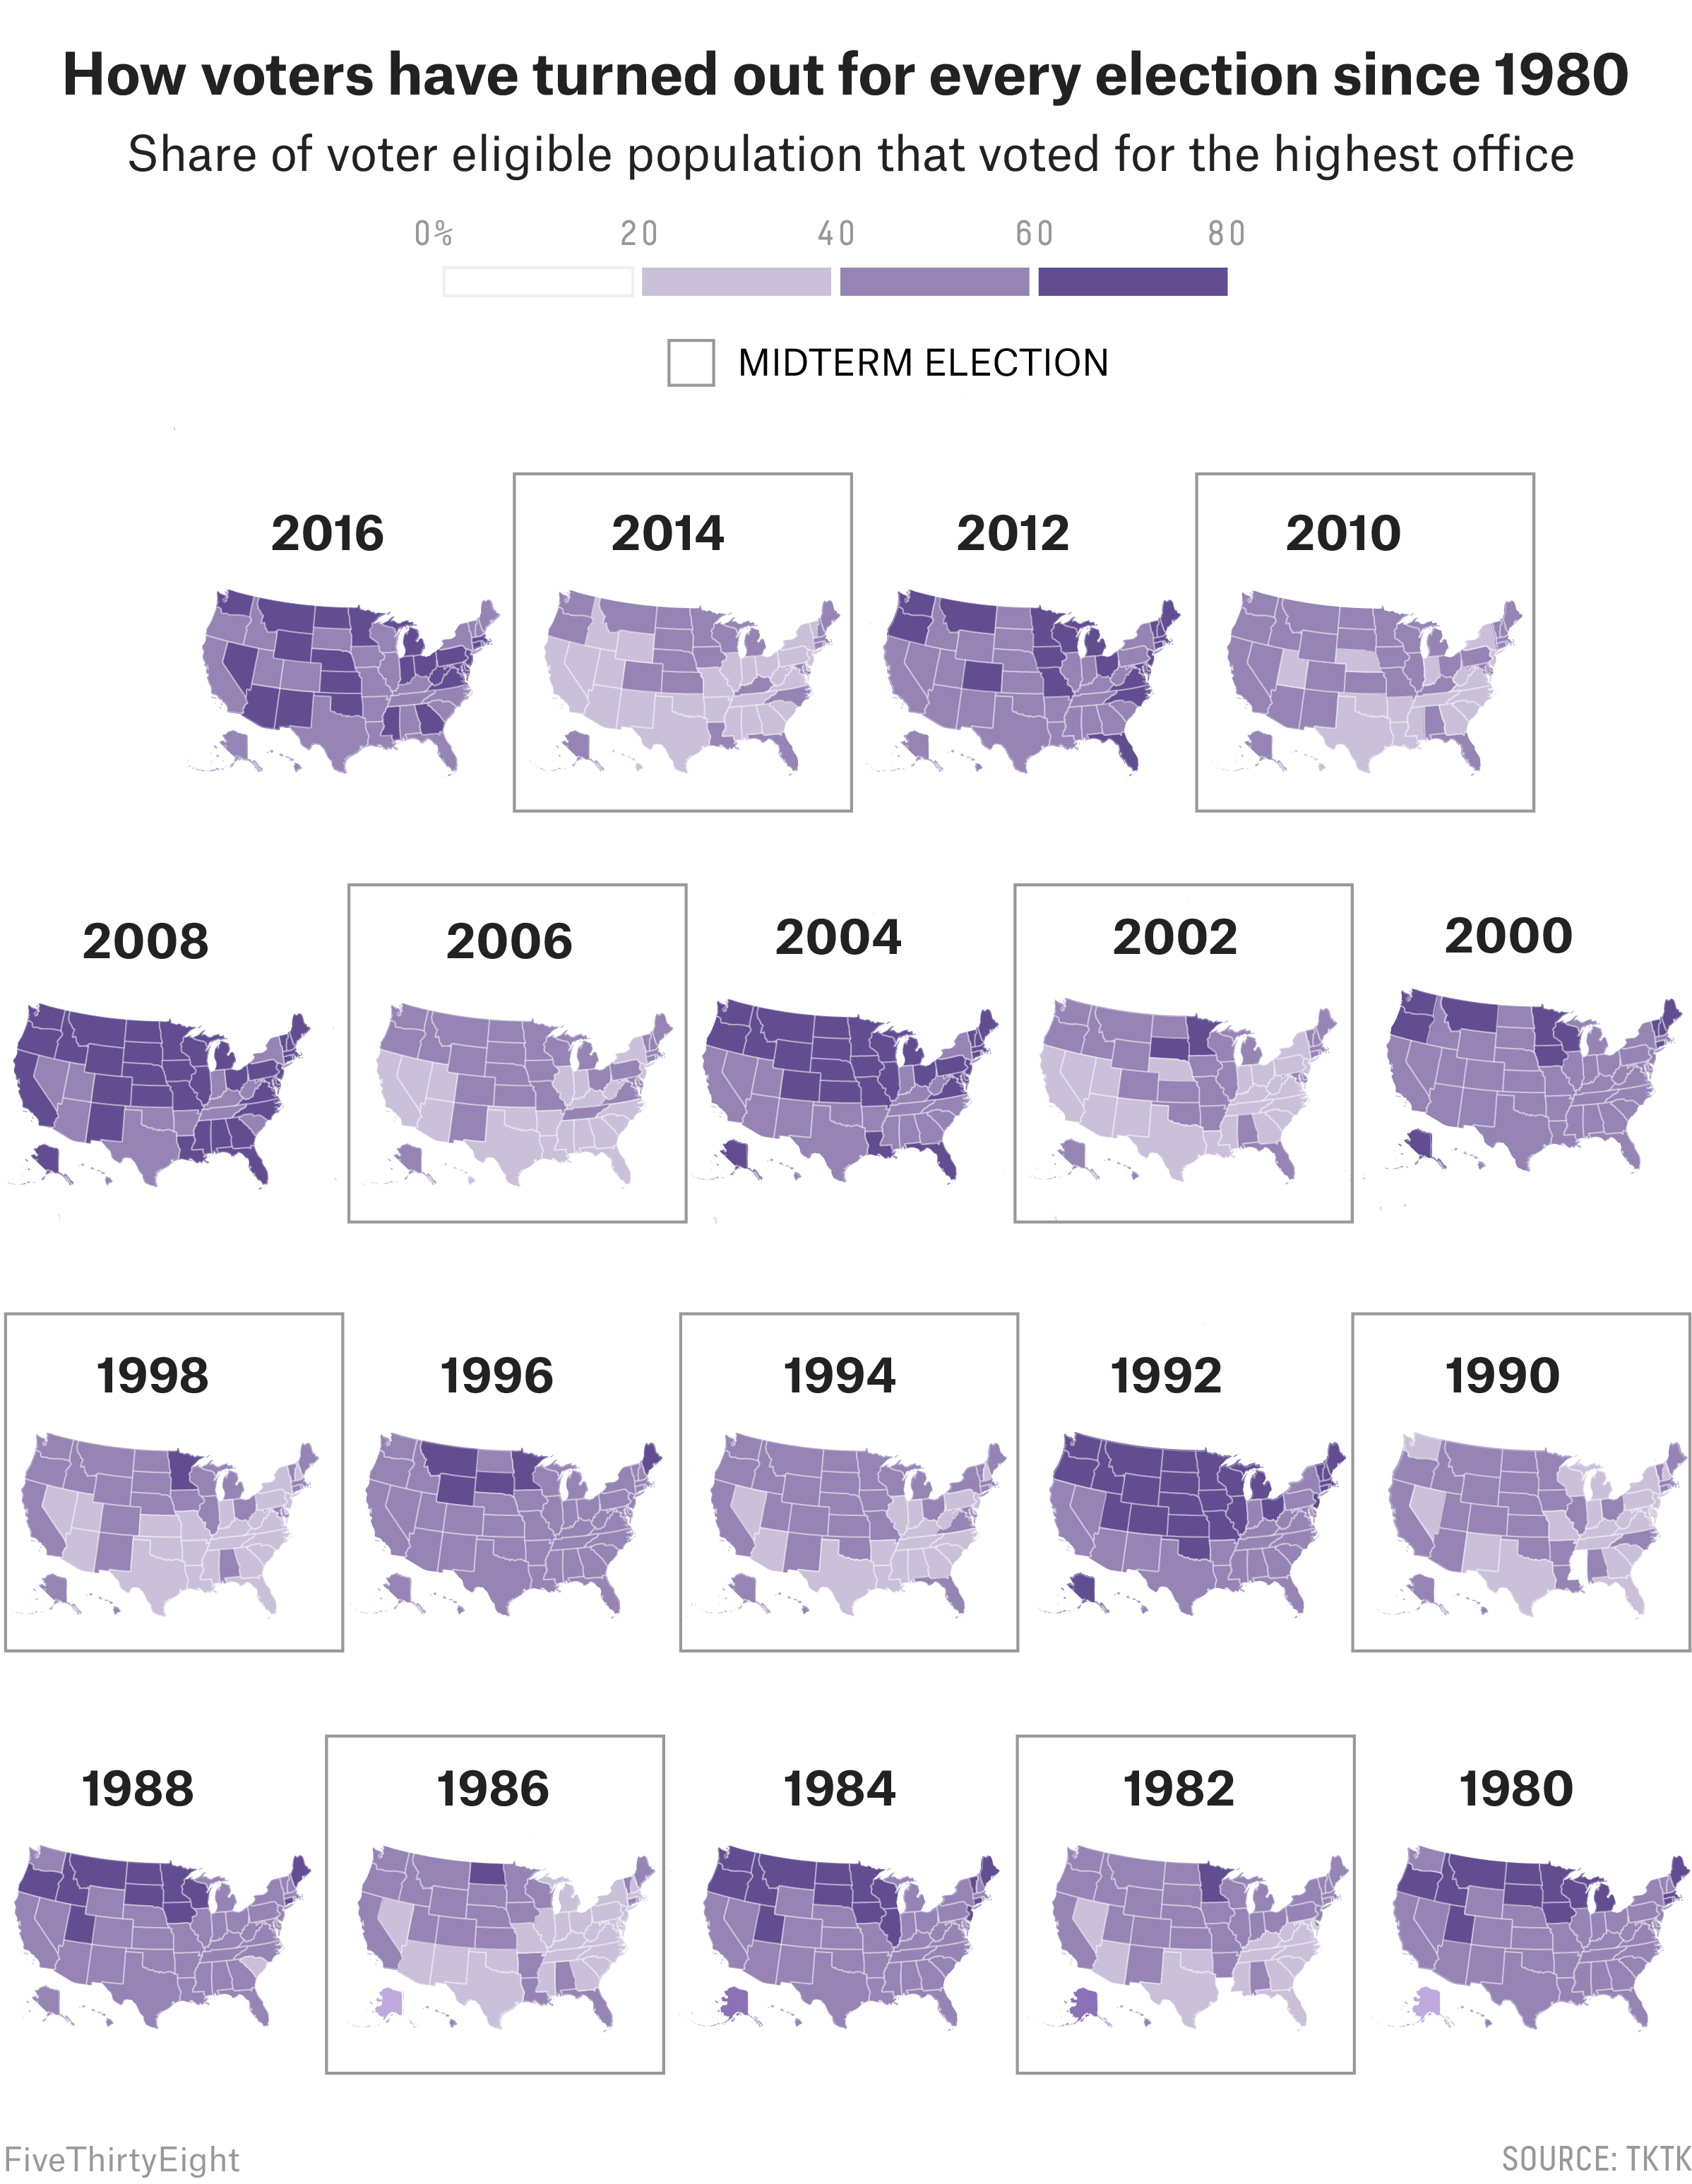 How voters have turned out for every election since 1980
Share of voter eligible population that voted for the highest office
0% 20 40 60 80
MIDTERM ELECTION
2016 2014 2012 2010
2008 2006 2004 2002 2000
1998 1996 1994 1992 1990
1988 1986 1984 1982 1980
FiveThirtyEight SOURCE: TKTK